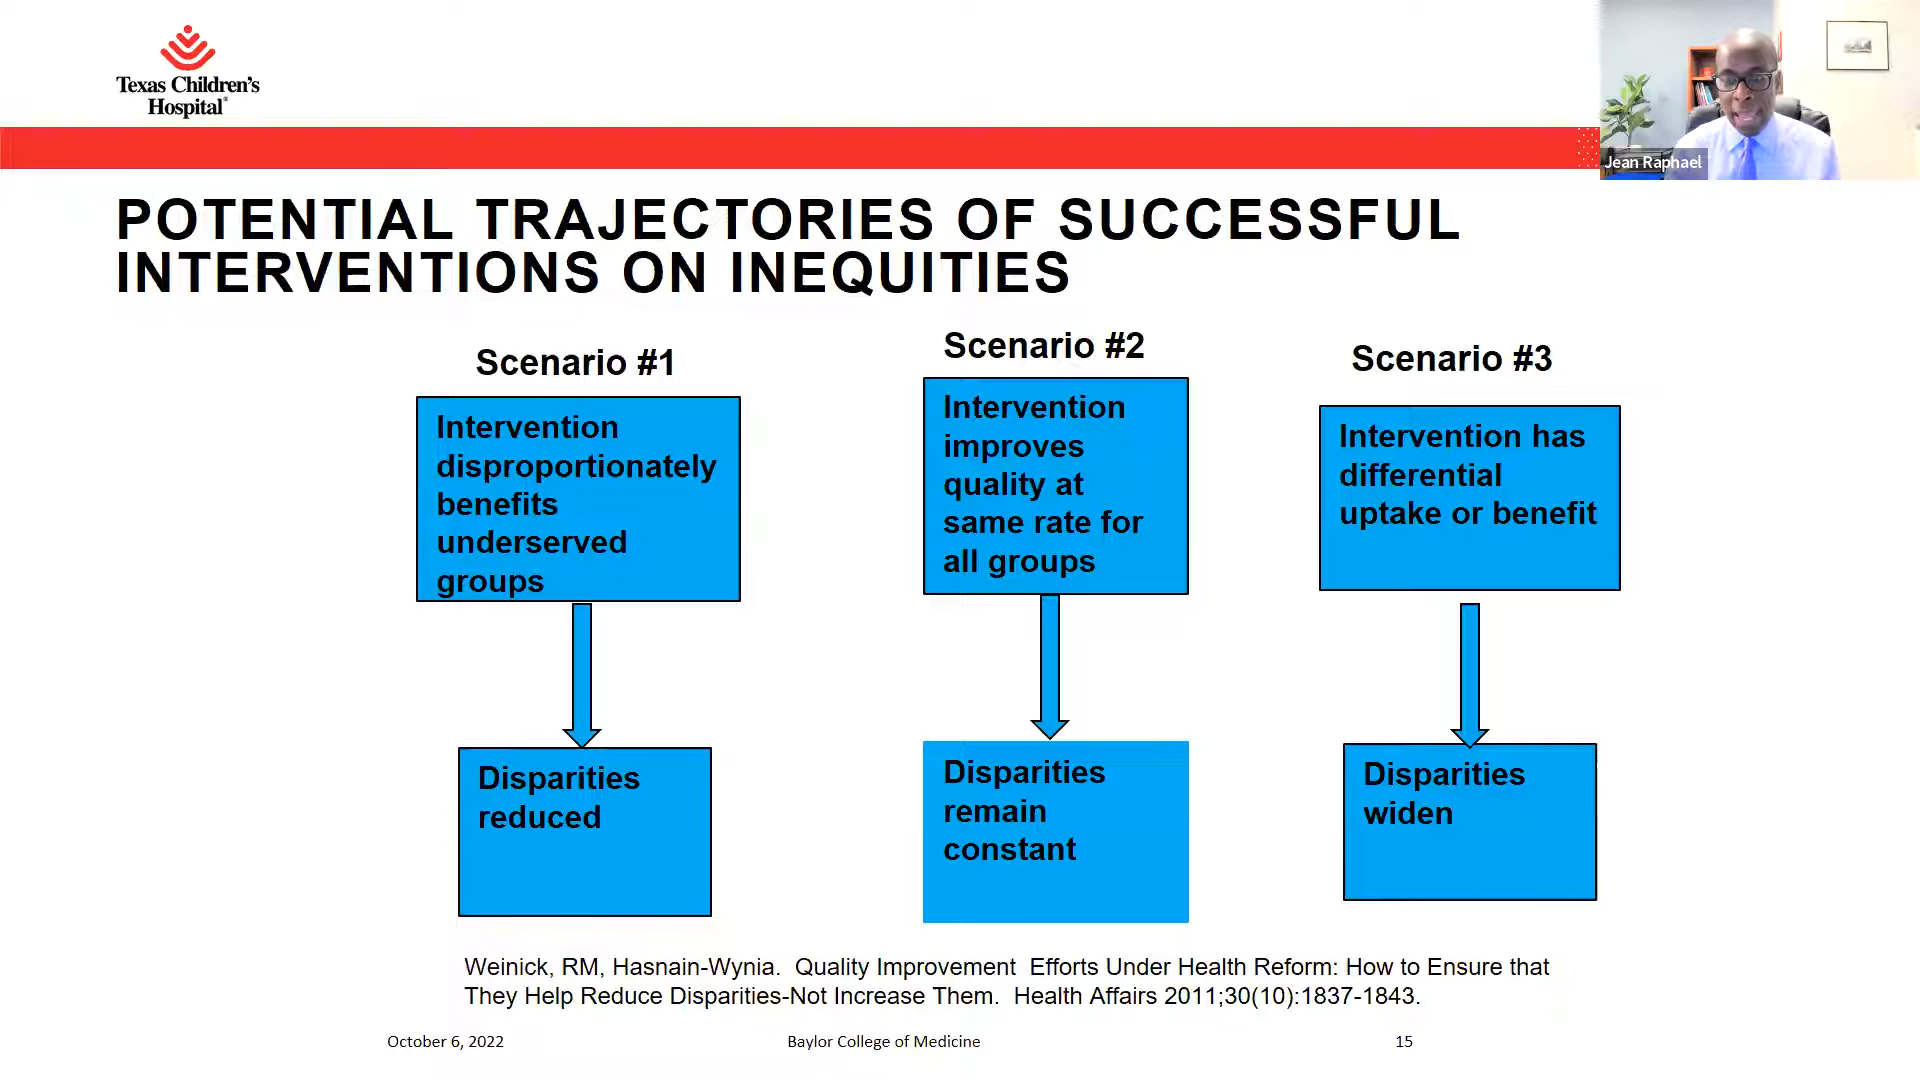 Texas Children's
Hospital
Jean Raphael
POTENTIAL TRAJECTORIES OF SUCCESSFUL
INTERVENTIONS ON INEQUITIES
Scenario #1
Intervention
disproportionately
benefits
underserved
groups
Disparities
reduced
Scenario #2
Intervention
improves
quality at
same rate for
all groups
Disparities
remain
constant
Scenario #3
Intervention has
differential
uptake or benefit
Disparities
widen
Weinick, RM, Hasnain-Wynia.  Quality Improvement  Efforts Under Health Reform: How to Ensure that
They Help Reduce Disparities-Not Increase Them.  Health Affairs 2011;30(10):1837-1843.
October 6, 2022
Baylor College of Medicine
15